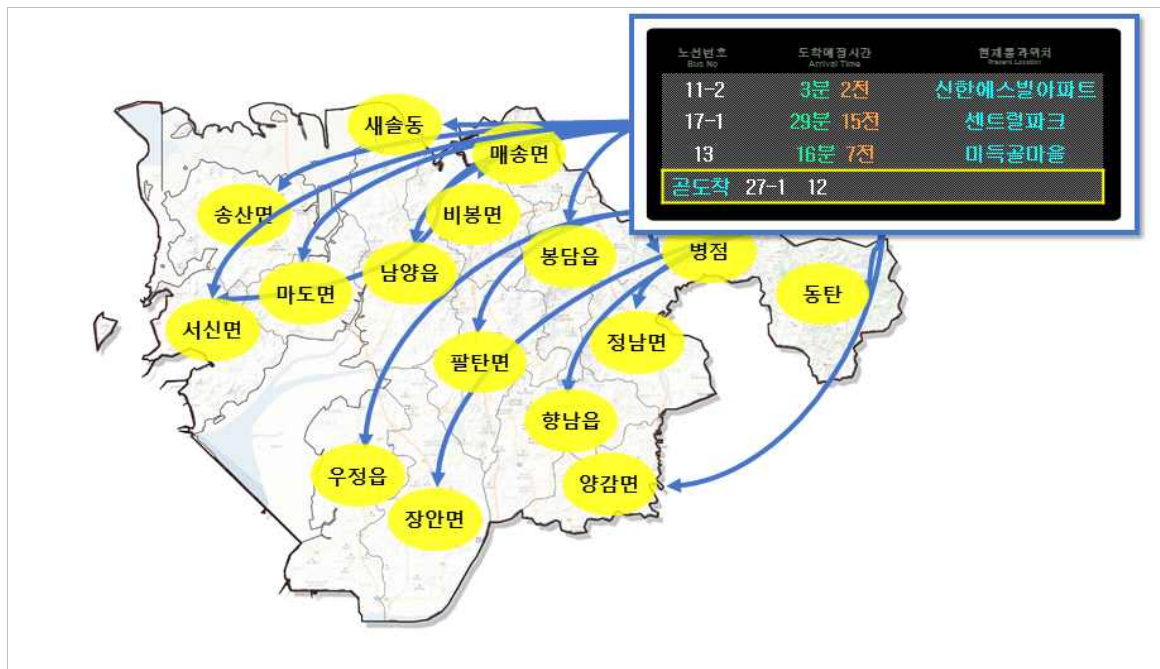 노선번호 도착예정시간 현재통과위치
Bus No Arrival Time Present Location
11-2 3분 2전 신한에스빌아파트
17-1 29분 15전 센트럴파크
13 16분 7전 미득골마을
곧도착 27-1 12
새솔동
매송면
송산면
비봉면
봉담읍
병점
남양읍
마도면
동탄
서신면
정남면
팔탄면
향남읍
우정읍
양감면
장안면